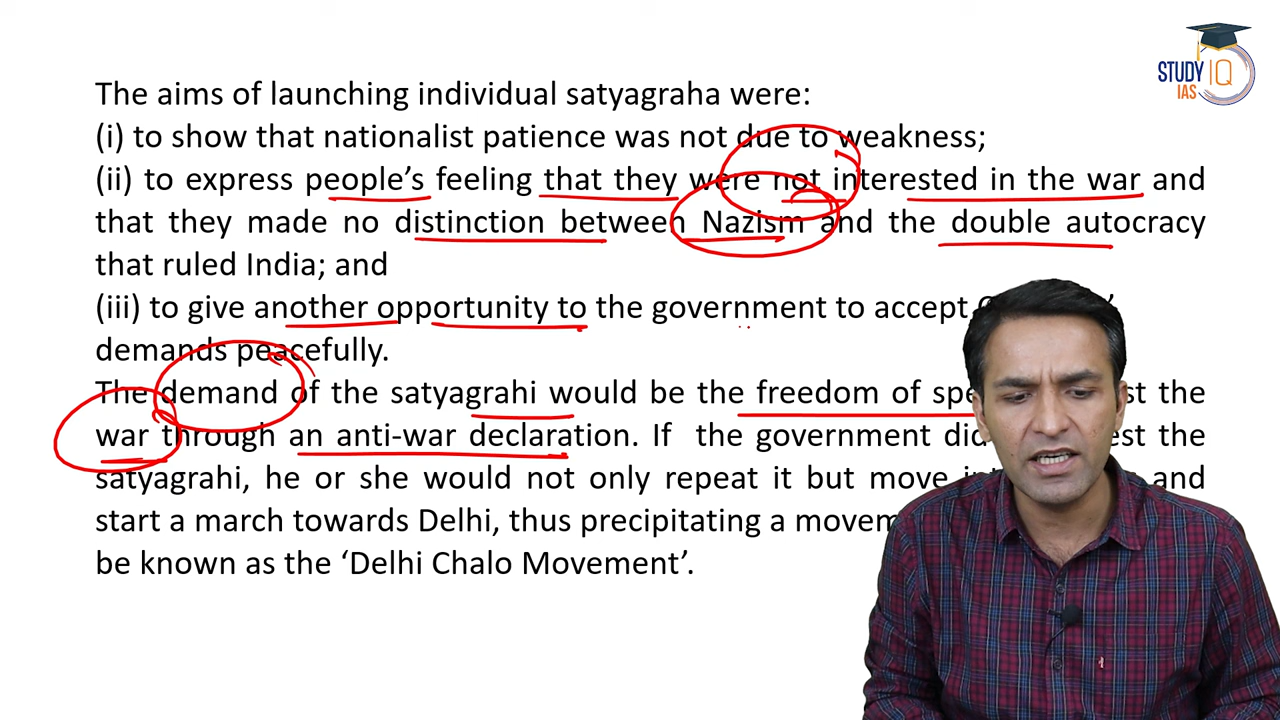 STUDY IQ
IAS
The aims of launching individual satyagraha were:
(i) to show that nationalist patience was not due to weakness;
(ii) to express people's feeling that they were not interested in the war and
that they made no distinction between Nazism and the double autocracy
that ruled India; and
(iii) to give another opportunity to the government to accept
demands peacefully.
The demand of the satyagrahi would be the freedom of the
war through an anti-war declaration. If the government the
satyagrahi, he or she would not only repeat it but move and
start a march towards Delhi, thus precipitating a
be known as the ‘Delhi Chalo Movement’.